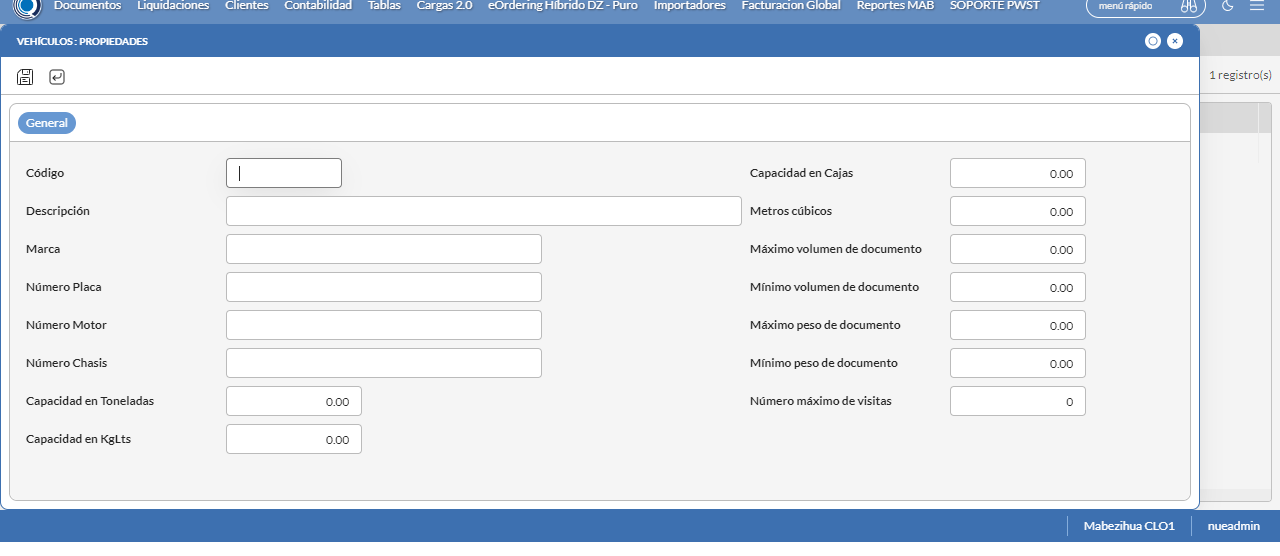 Documentos Liquidaciones Clientes Contabilidad Tablas Cargas 2.0 eOrdering Híbrido DZ - Puro Importadores Facturacion Global Reportes MAB SOPORTE PWST menú rápido
VEHÍCULOS : PROPIEDADES
1 registro(s)
General
Código
Descripción
Marca
Número Placa
Número Motor
Número Chasis
Capacidad en Toneladas 0.00
Capacidad en KgLts 0.00
Capacidad en Cajas 0.00
Metros cúbicos 0.00
Máximo volumen de documento 0.00
Mínimo volumen de documento 0.00
Máximo peso de documento 0.00
Mínimo peso de documento 0.00
Número máximo de visitas 0
Mabezihua CLO1 nueadmin